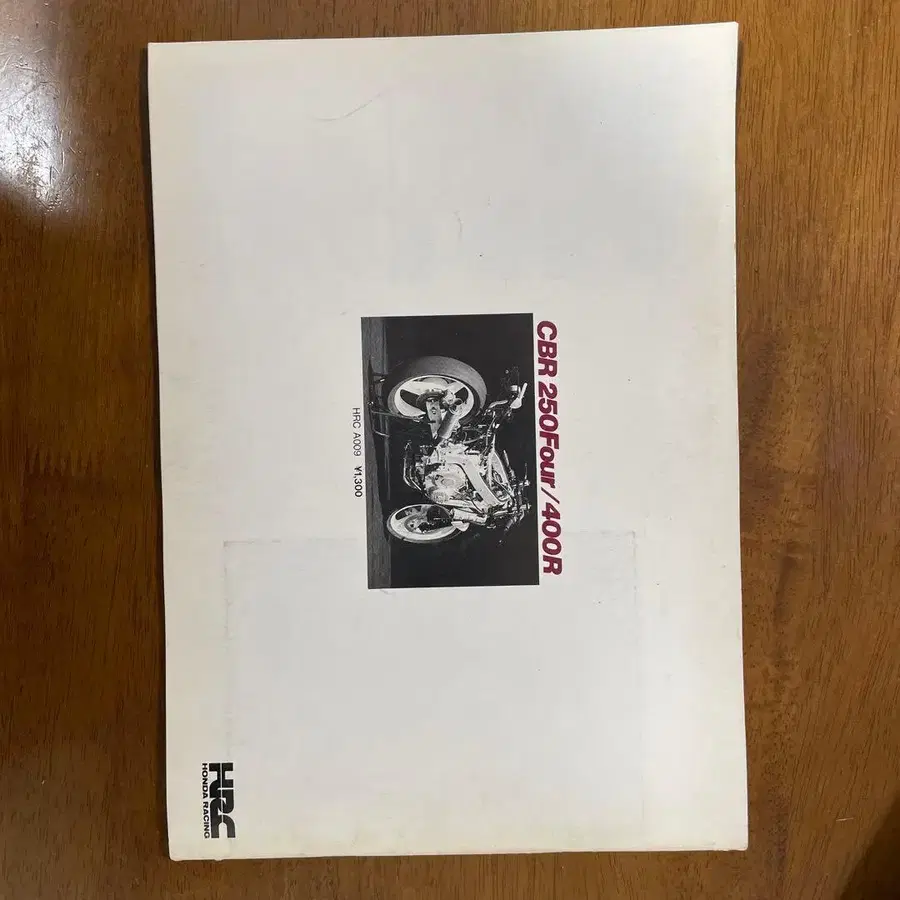 CBR 250Four/400R
HRC A009 ¥1,300
HRC
HONDA RACING